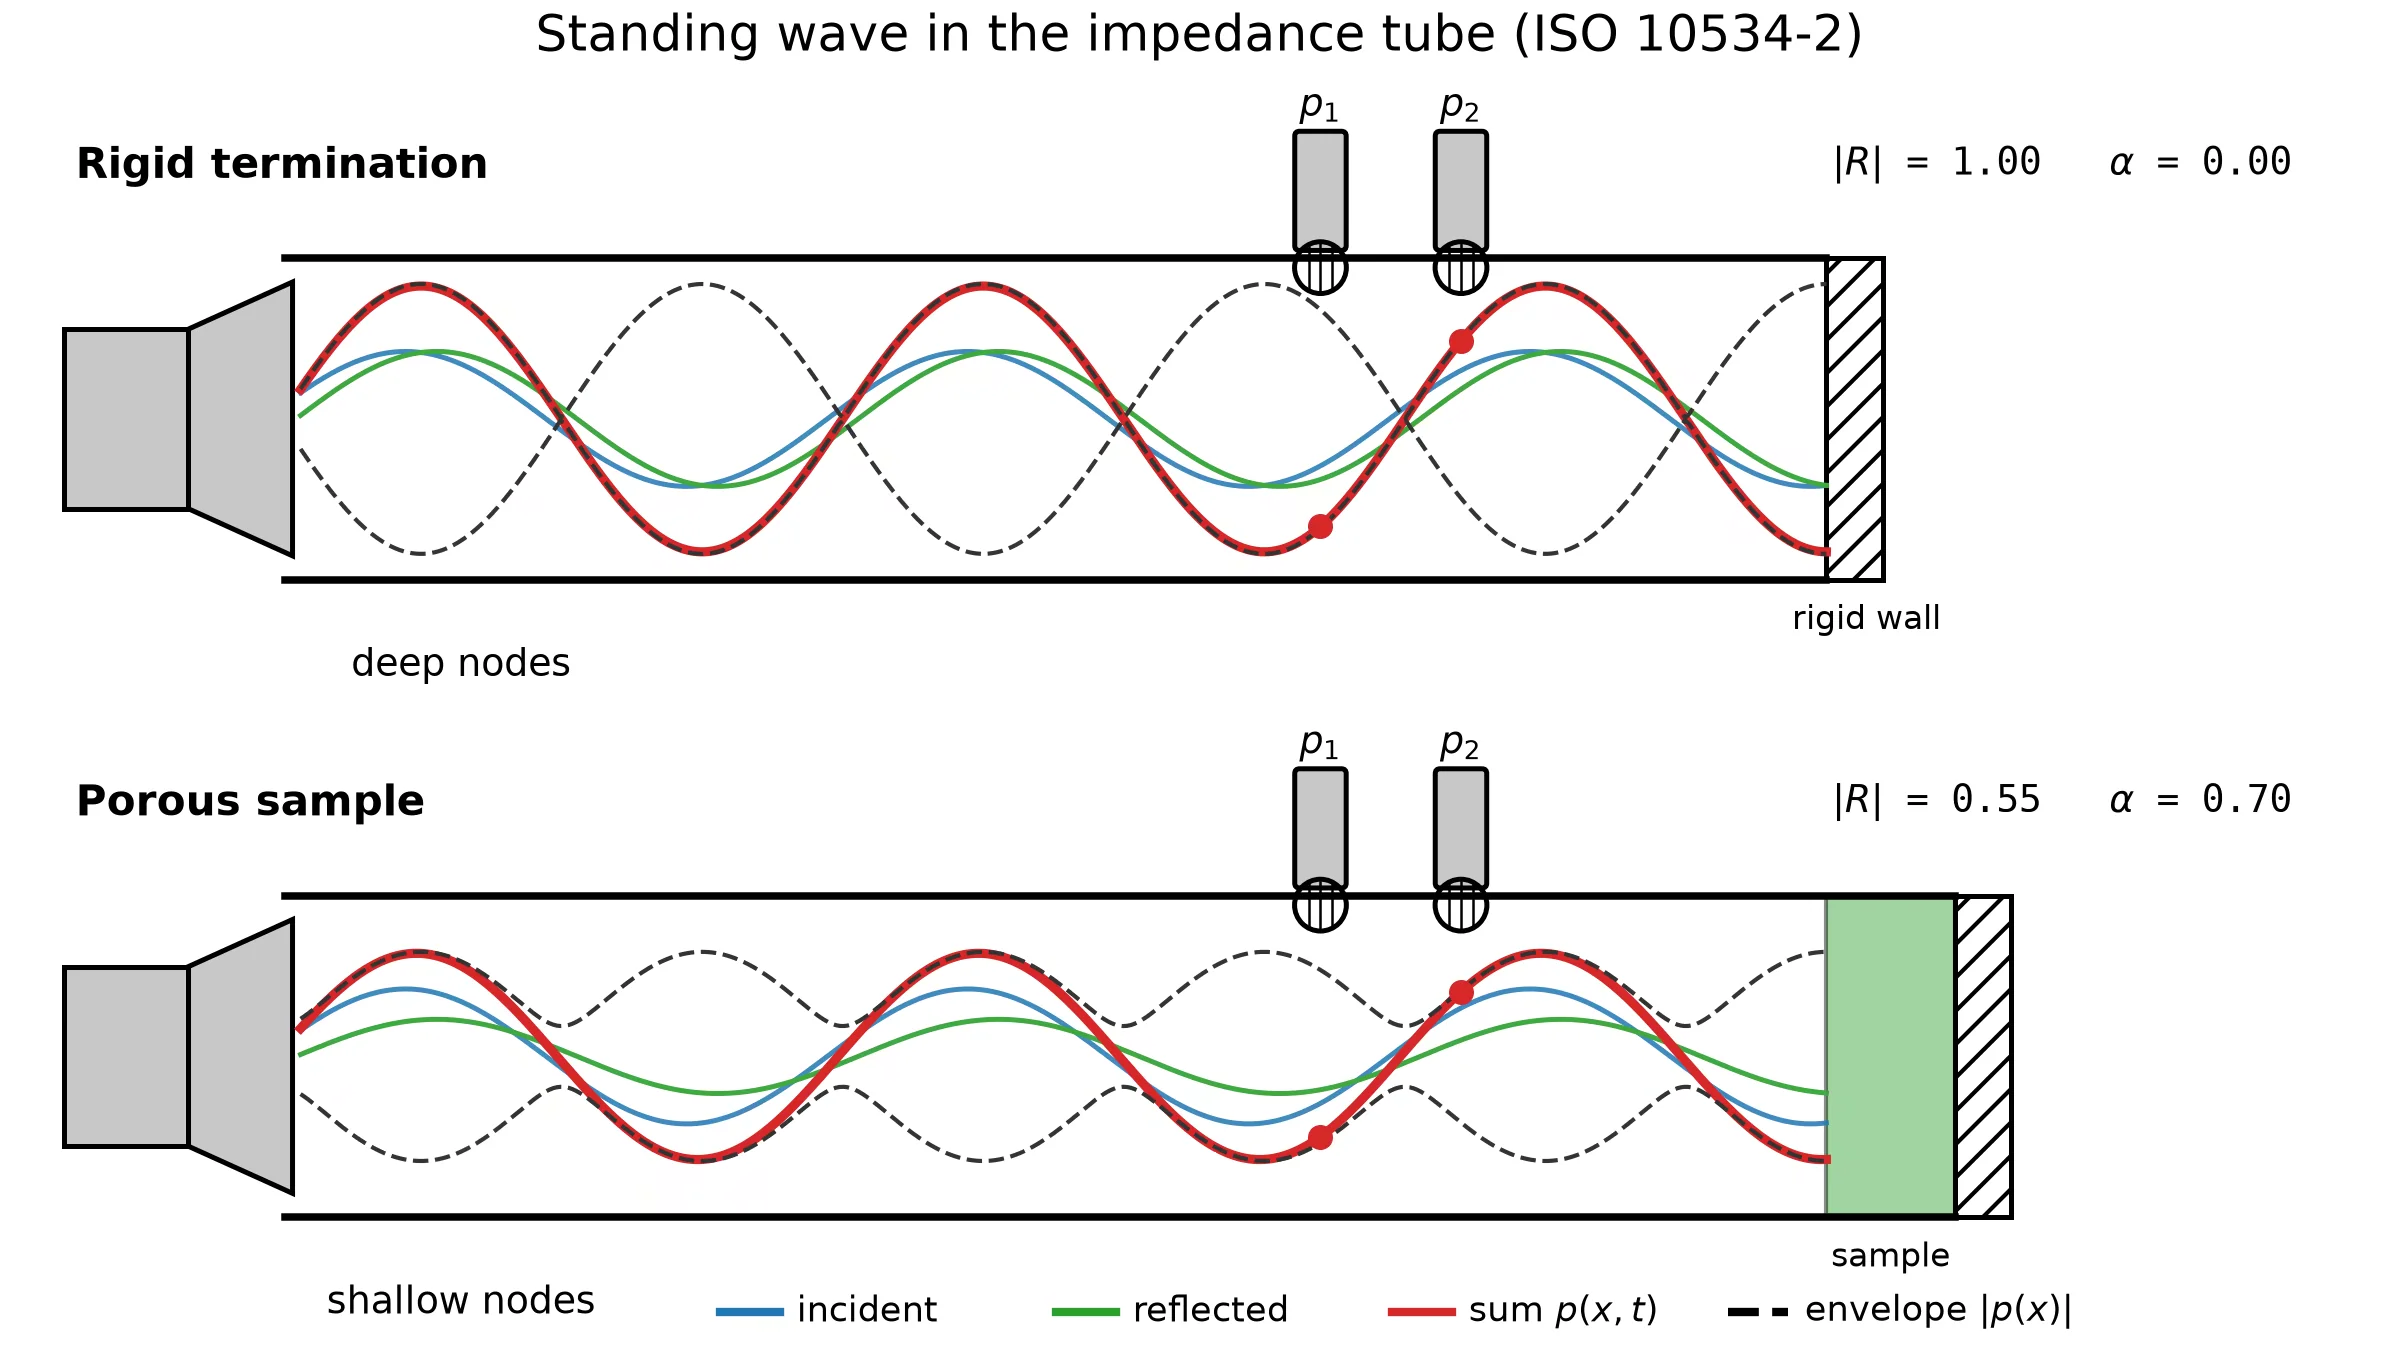 Standing wave in the impedance tube (ISO 10534-2)
p₁ p₂
Rigid termination
|R| = 1.00 α = 0.00
rigid wall
deep nodes
p₁ p₂
Porous sample
|R| = 0.55 α = 0.70
sample
shallow nodes
incident reflected sum p(x, t) envelope |p(x)|